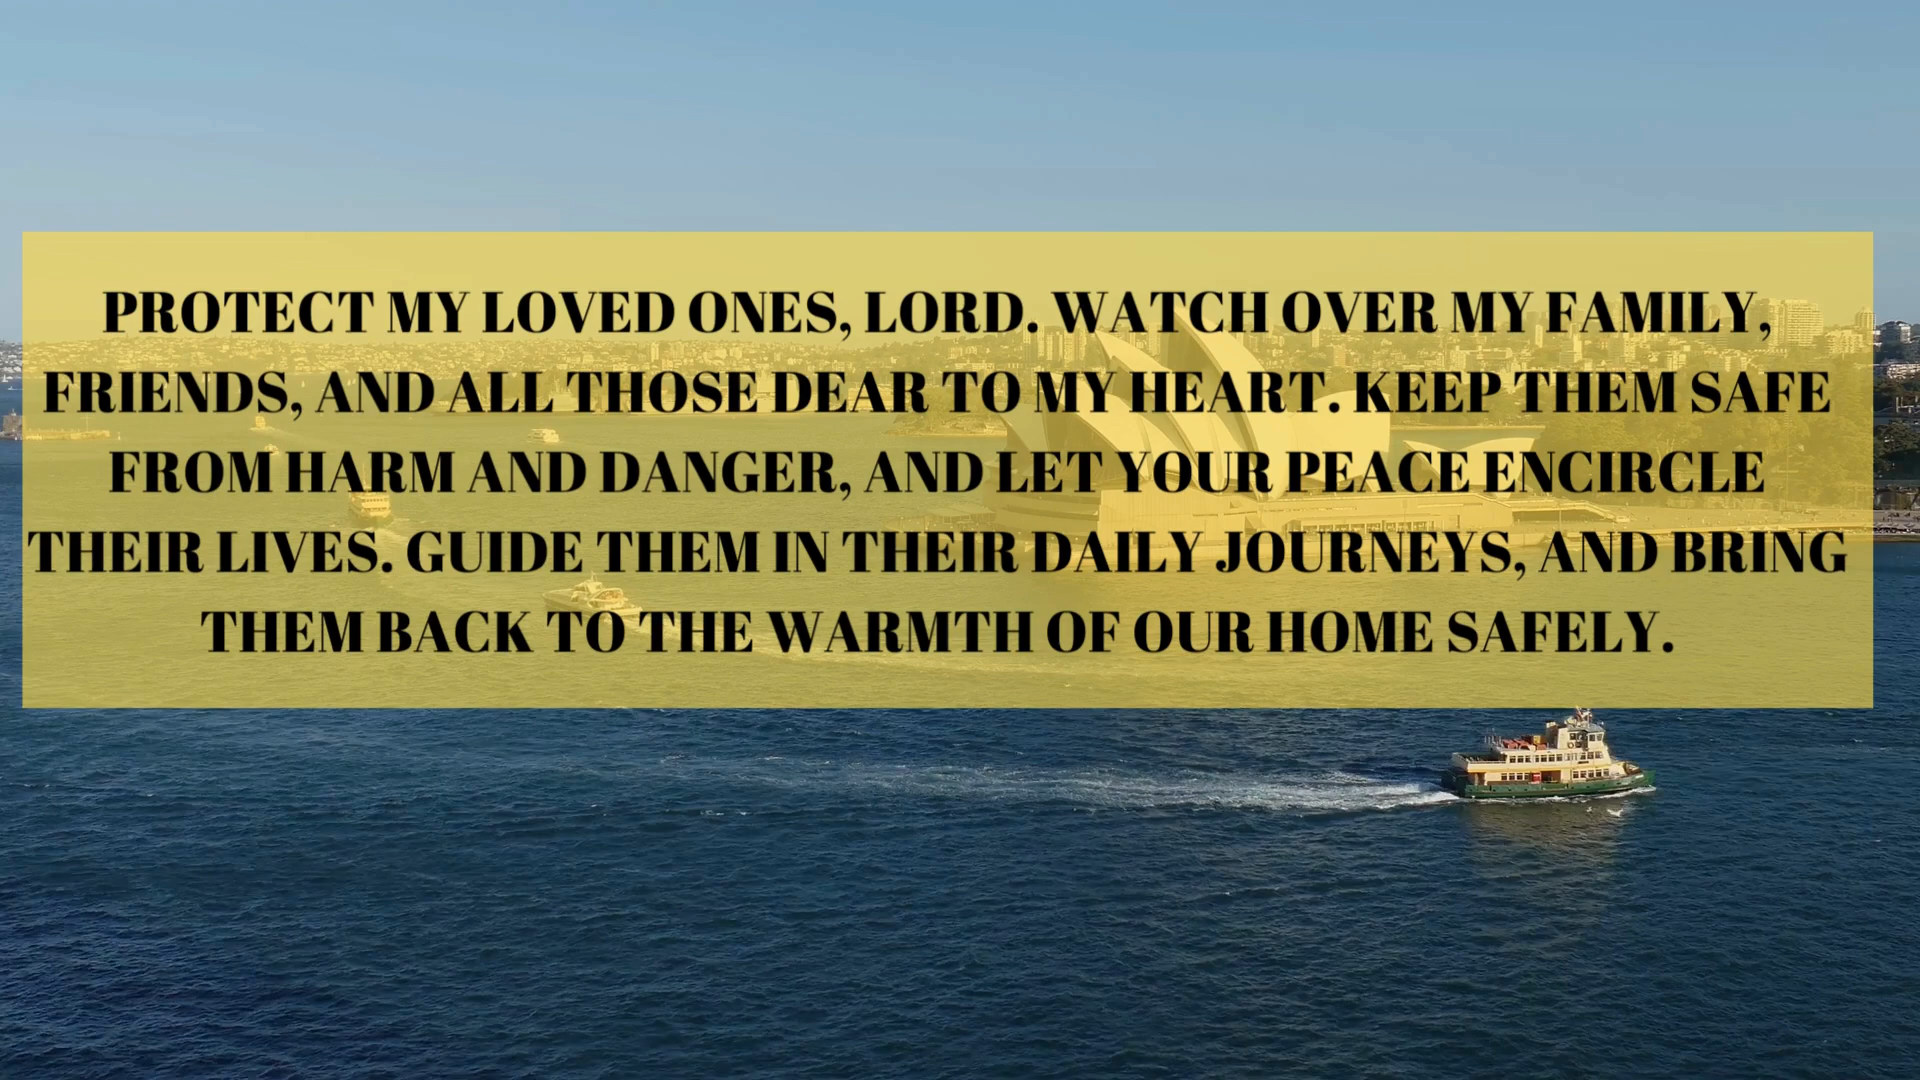 PROTECT MY LOVED ONES, LORD. WATCH OVER MY FAMILY,
FRIENDS, AND ALL THOSE DEAR TO MY HEART. KEEP THEM SAFE
FROM HARM AND DANGER, AND LET YOUR PEACE ENCIRCLE
THEIR LIVES. GUIDE THEM IN THEIR DAILY JOURNEYS, AND BRING
THEM BACK TO THE WARMTH OF OUR HOME SAFELY.